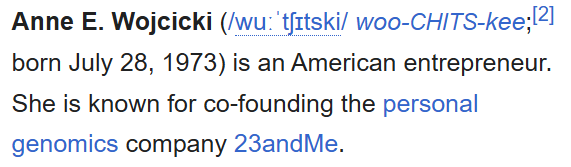 Anne E. Wojcicki (/wuːˈtʃɪtski/ woo-CHITS-kee;[2]
born July 28, 1973) is an American entrepreneur.
She is known for co-founding the personal
genomics company 23andMe.